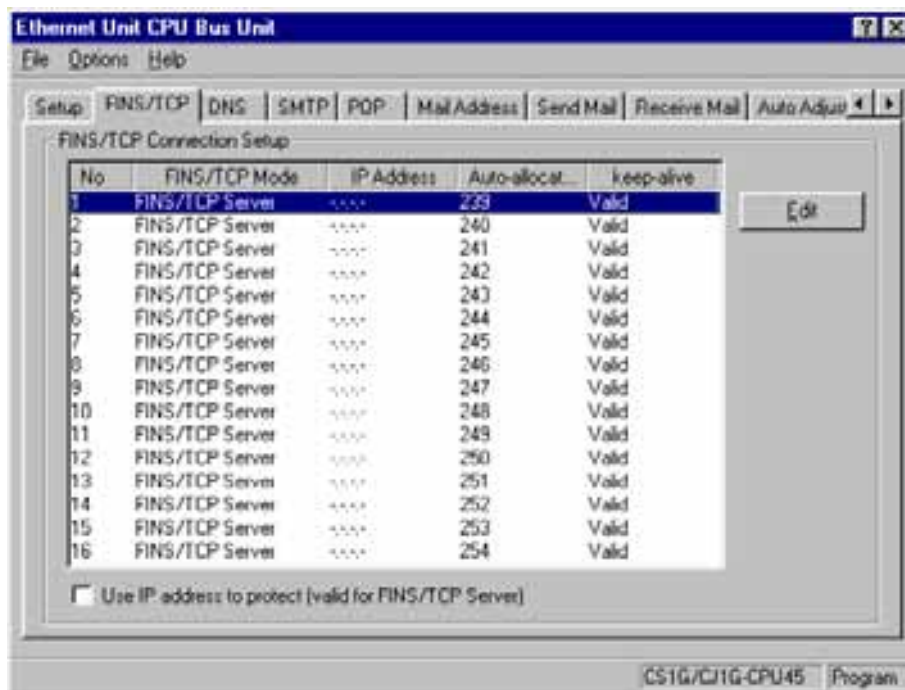 Ethernet Unit CPU Bus Unit
File Options Help
Setup FINS/TCP DNS SMTP POP Mail Address Send Mail Receive Mail Auto Adjust
FINS/TCP Connection Setup
No FINS/TCP Mode IP Address Auto-allocat... keep-alive
1 FINS/TCP Server -.-.-.- 239 Valid
Edit
2 FINS/TCP Server -.-.-.- 240 Valid
3 FINS/TCP Server -.-.-.- 241 Valid
4 FINS/TCP Server -.-.-.- 242 Valid
5 FINS/TCP Server -.-.-.- 243 Valid
6 FINS/TCP Server -.-.-.- 244 Valid
7 FINS/TCP Server -.-.-.- 245 Valid
8 FINS/TCP Server -.-.-.- 246 Valid
9 FINS/TCP Server -.-.-.- 247 Valid
10 FINS/TCP Server -.-.-.- 248 Valid
11 FINS/TCP Server -.-.-.- 249 Valid
12 FINS/TCP Server -.-.-.- 250 Valid
13 FINS/TCP Server -.-.-.- 251 Valid
14 FINS/TCP Server -.-.-.- 252 Valid
15 FINS/TCP Server -.-.-.- 253 Valid
16 FINS/TCP Server -.-.-.- 254 Valid
Use IP address to protect (valid for FINS/TCP Server)
CS1G/CJ1G-CPU45 Program